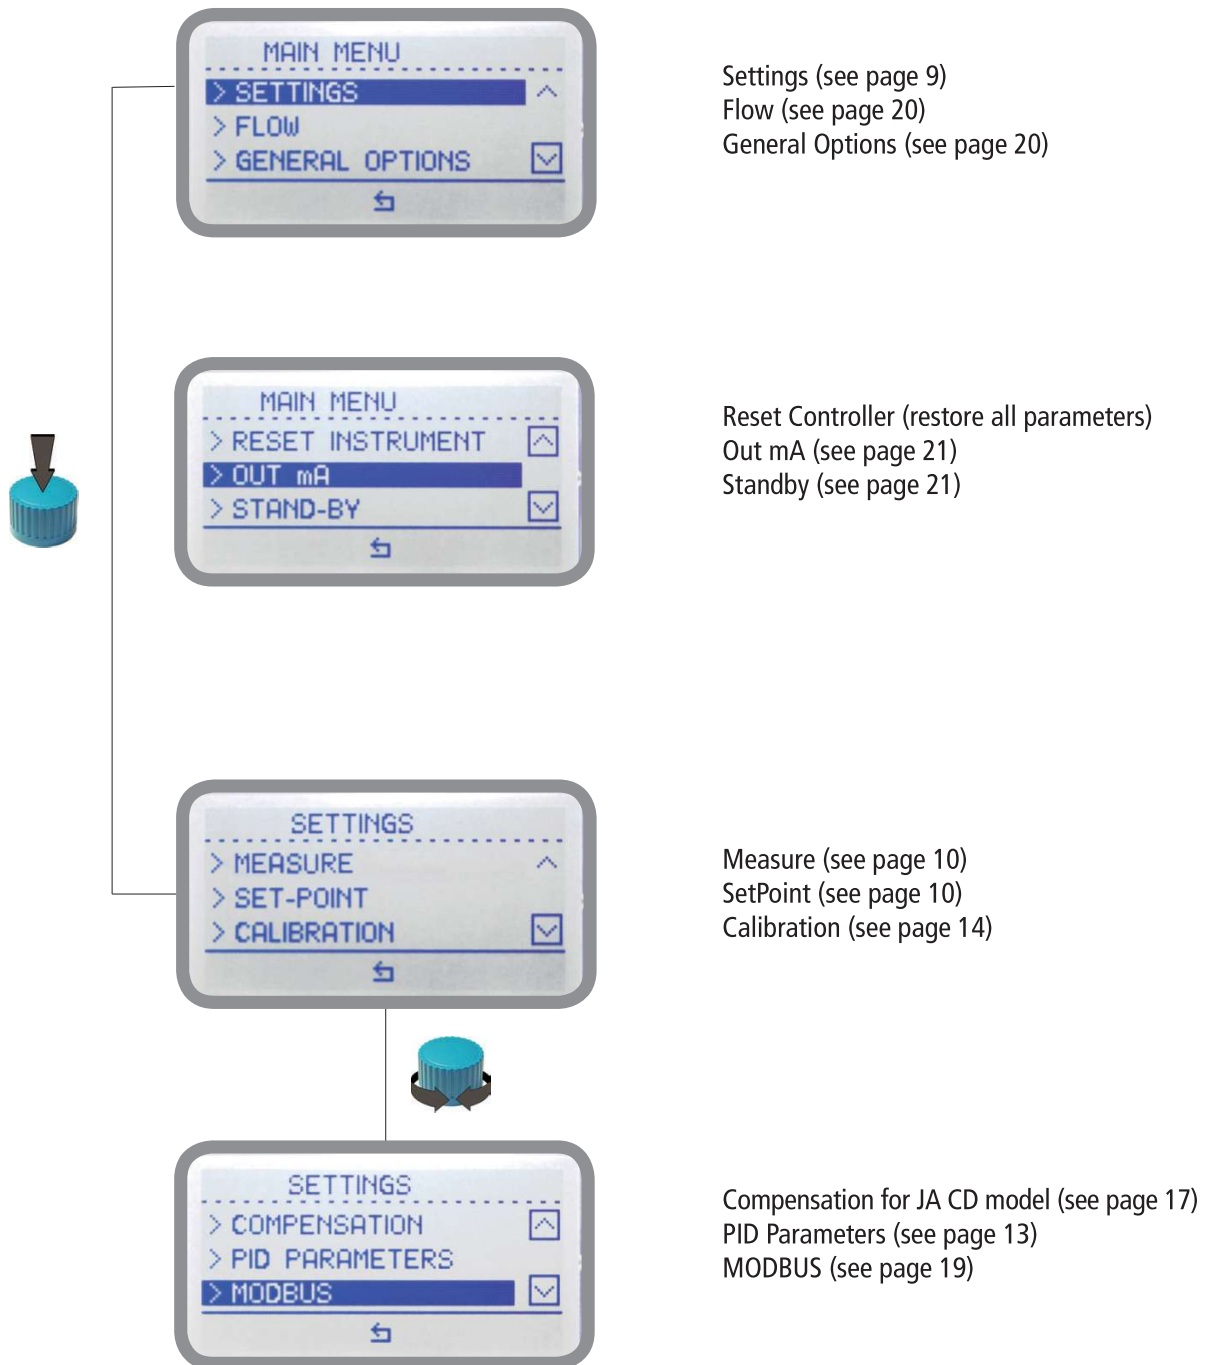 MAIN MENU
> SETTINGS
> FLOW
> GENERAL OPTIONS
Settings (see page 9)
Flow (see page 20)
General Options (see page 20)
MAIN MENU
> RESET INSTRUMENT
> OUT mA
> STAND-BY
Reset Controller (restore all parameters)
Out mA (see page 21)
Standby (see page 21)
SETTINGS
> MEASURE
> SET-POINT
> CALIBRATION
Measure (see page 10)
SetPoint (see page 10)
Calibration (see page 14)
SETTINGS
> COMPENSATION
> PID PARAMETERS
> MODBUS
Compensation for JA CD model (see page 17)
PID Parameters (see page 13)
MODBUS (see page 19)